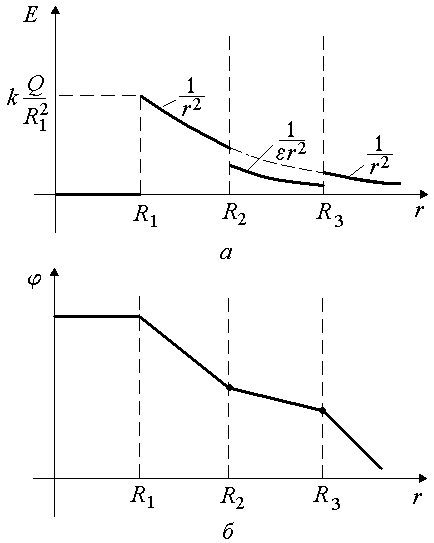 E
k Q/R₁²
1/r²
1/εr²
1/r²
R₁ R₂ R₃ r
а
φ
R₁ R₂ R₃ r
б